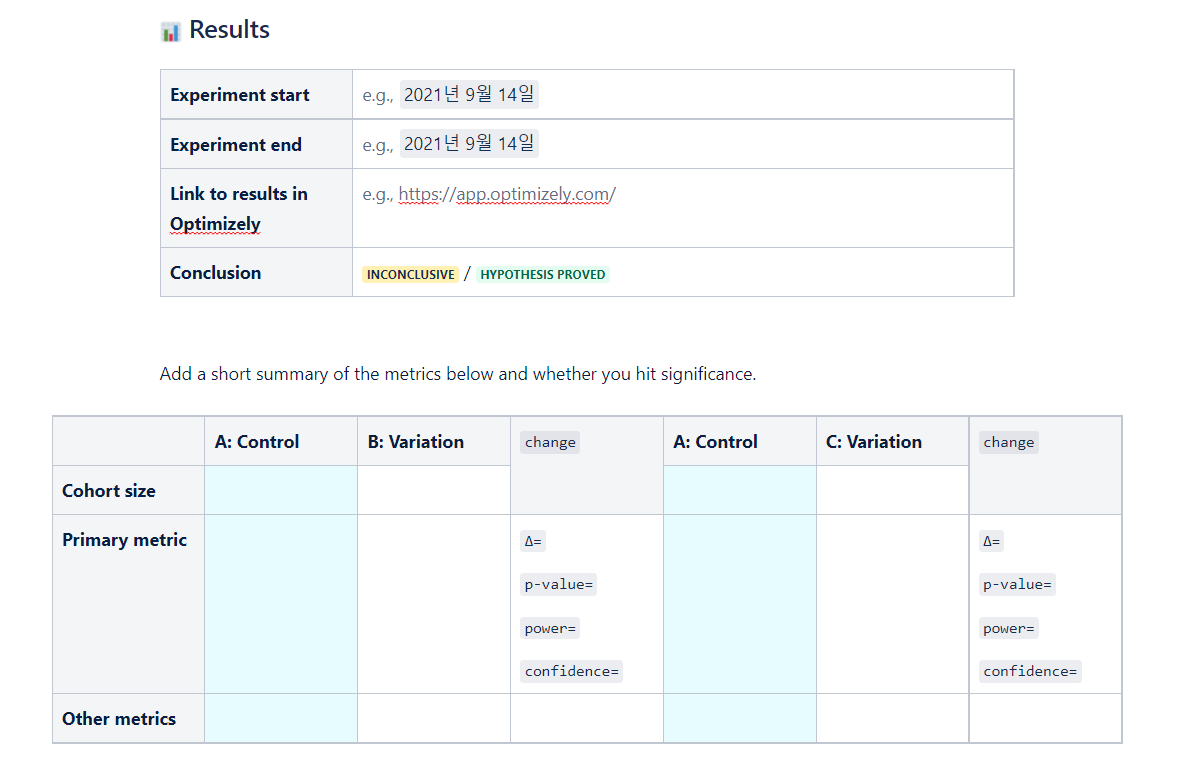 Results
Experiment start
e.g., 2021년 9월 14일
Experiment end
e.g., 2021년 9월 14일
Link to results in
Optimizely
e.g., https://app.optimizely.com/
Conclusion
INCONCLUSIVE / HYPOTHESIS PROVED
Add a short summary of the metrics below and whether you hit significance.
A: Control
B: Variation
change
A: Control
C: Variation
change
Cohort size
Primary metric
Δ=
p-value=
power=
confidence=
Δ=
p-value=
power=
confidence=
Other metrics